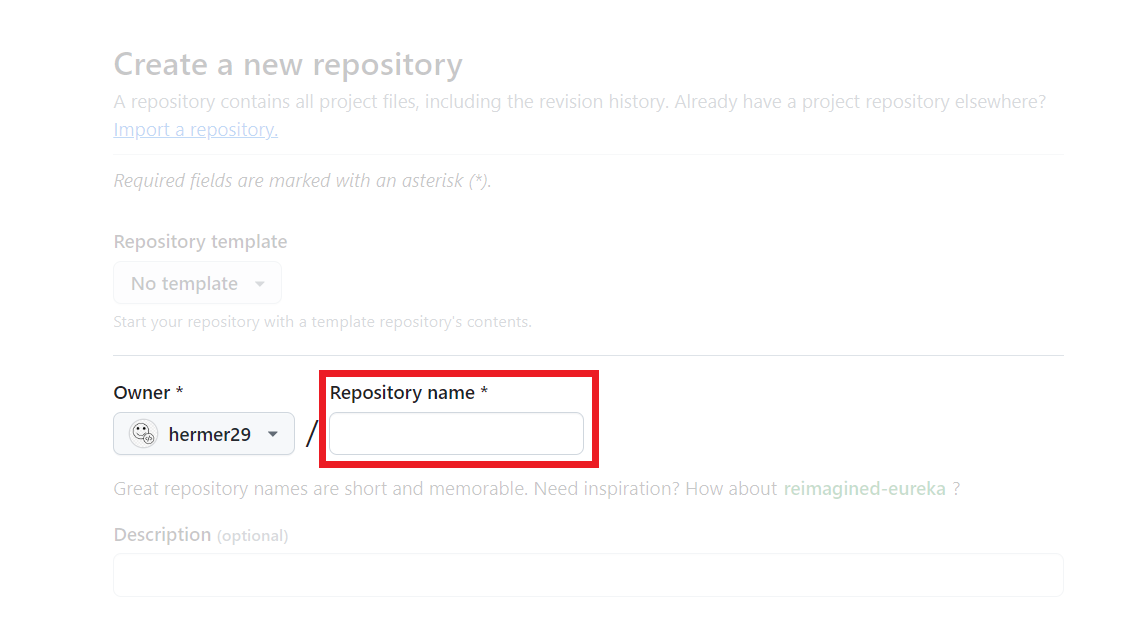 Create a new repository
A repository contains all project files, including the revision history. Already have a project repository elsewhere?
Import a repository.
Required fields are marked with an asterisk (*).
Repository template
No template
Start your repository with a template repository's contents.
Owner * Repository name *
hermer29 /
Great repository names are short and memorable. Need inspiration? How about reimagined-eureka ?
Description (optional)